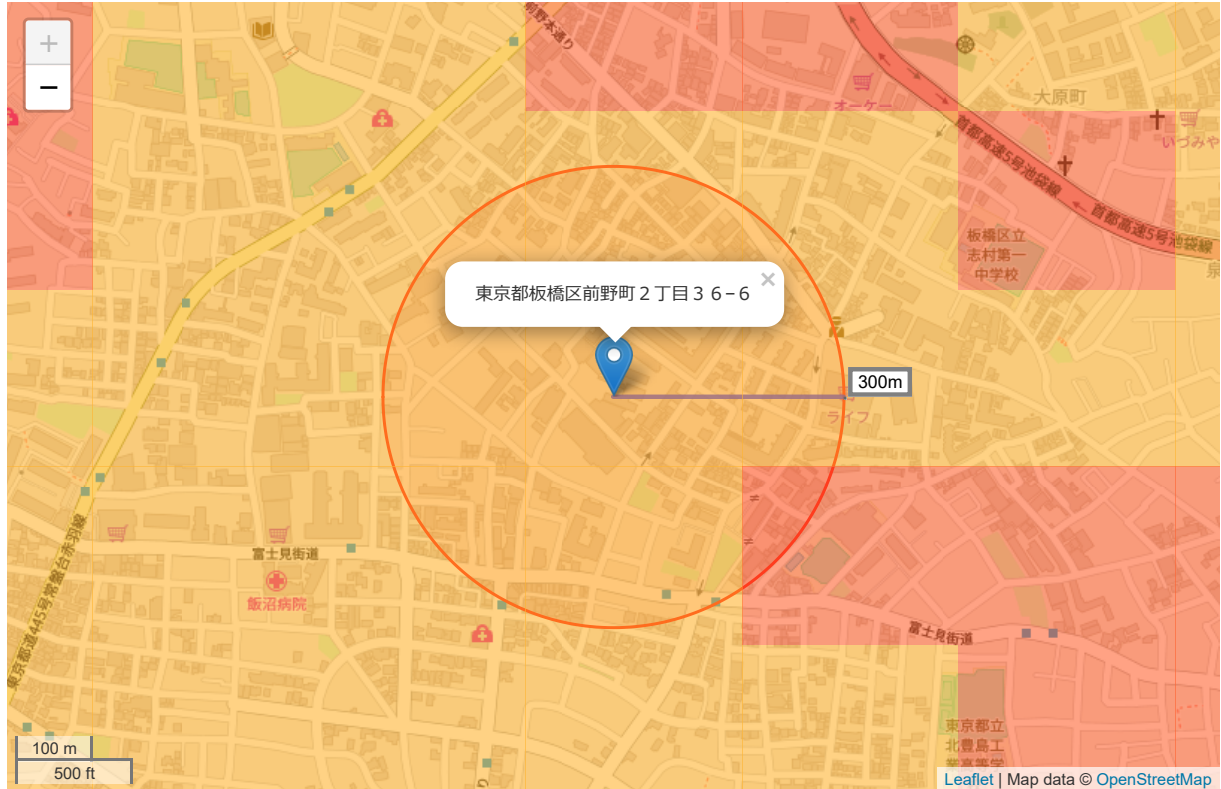 +
−
前野本通り
オーケー
大原町
いづみや
首都高速5号池袋線
首都高速5号池袋線
板橋区立
志村第一
中学校
泉
東京都板橋区前野町２丁目３６−６
×
300m
ライフ
富士見街道
飯沼病院
東京都道445号常盤台赤羽線
富士見街道
東京都立
北豊島工
業高等学
100 m
500 ft
Leaflet | Map data © OpenStreetMap